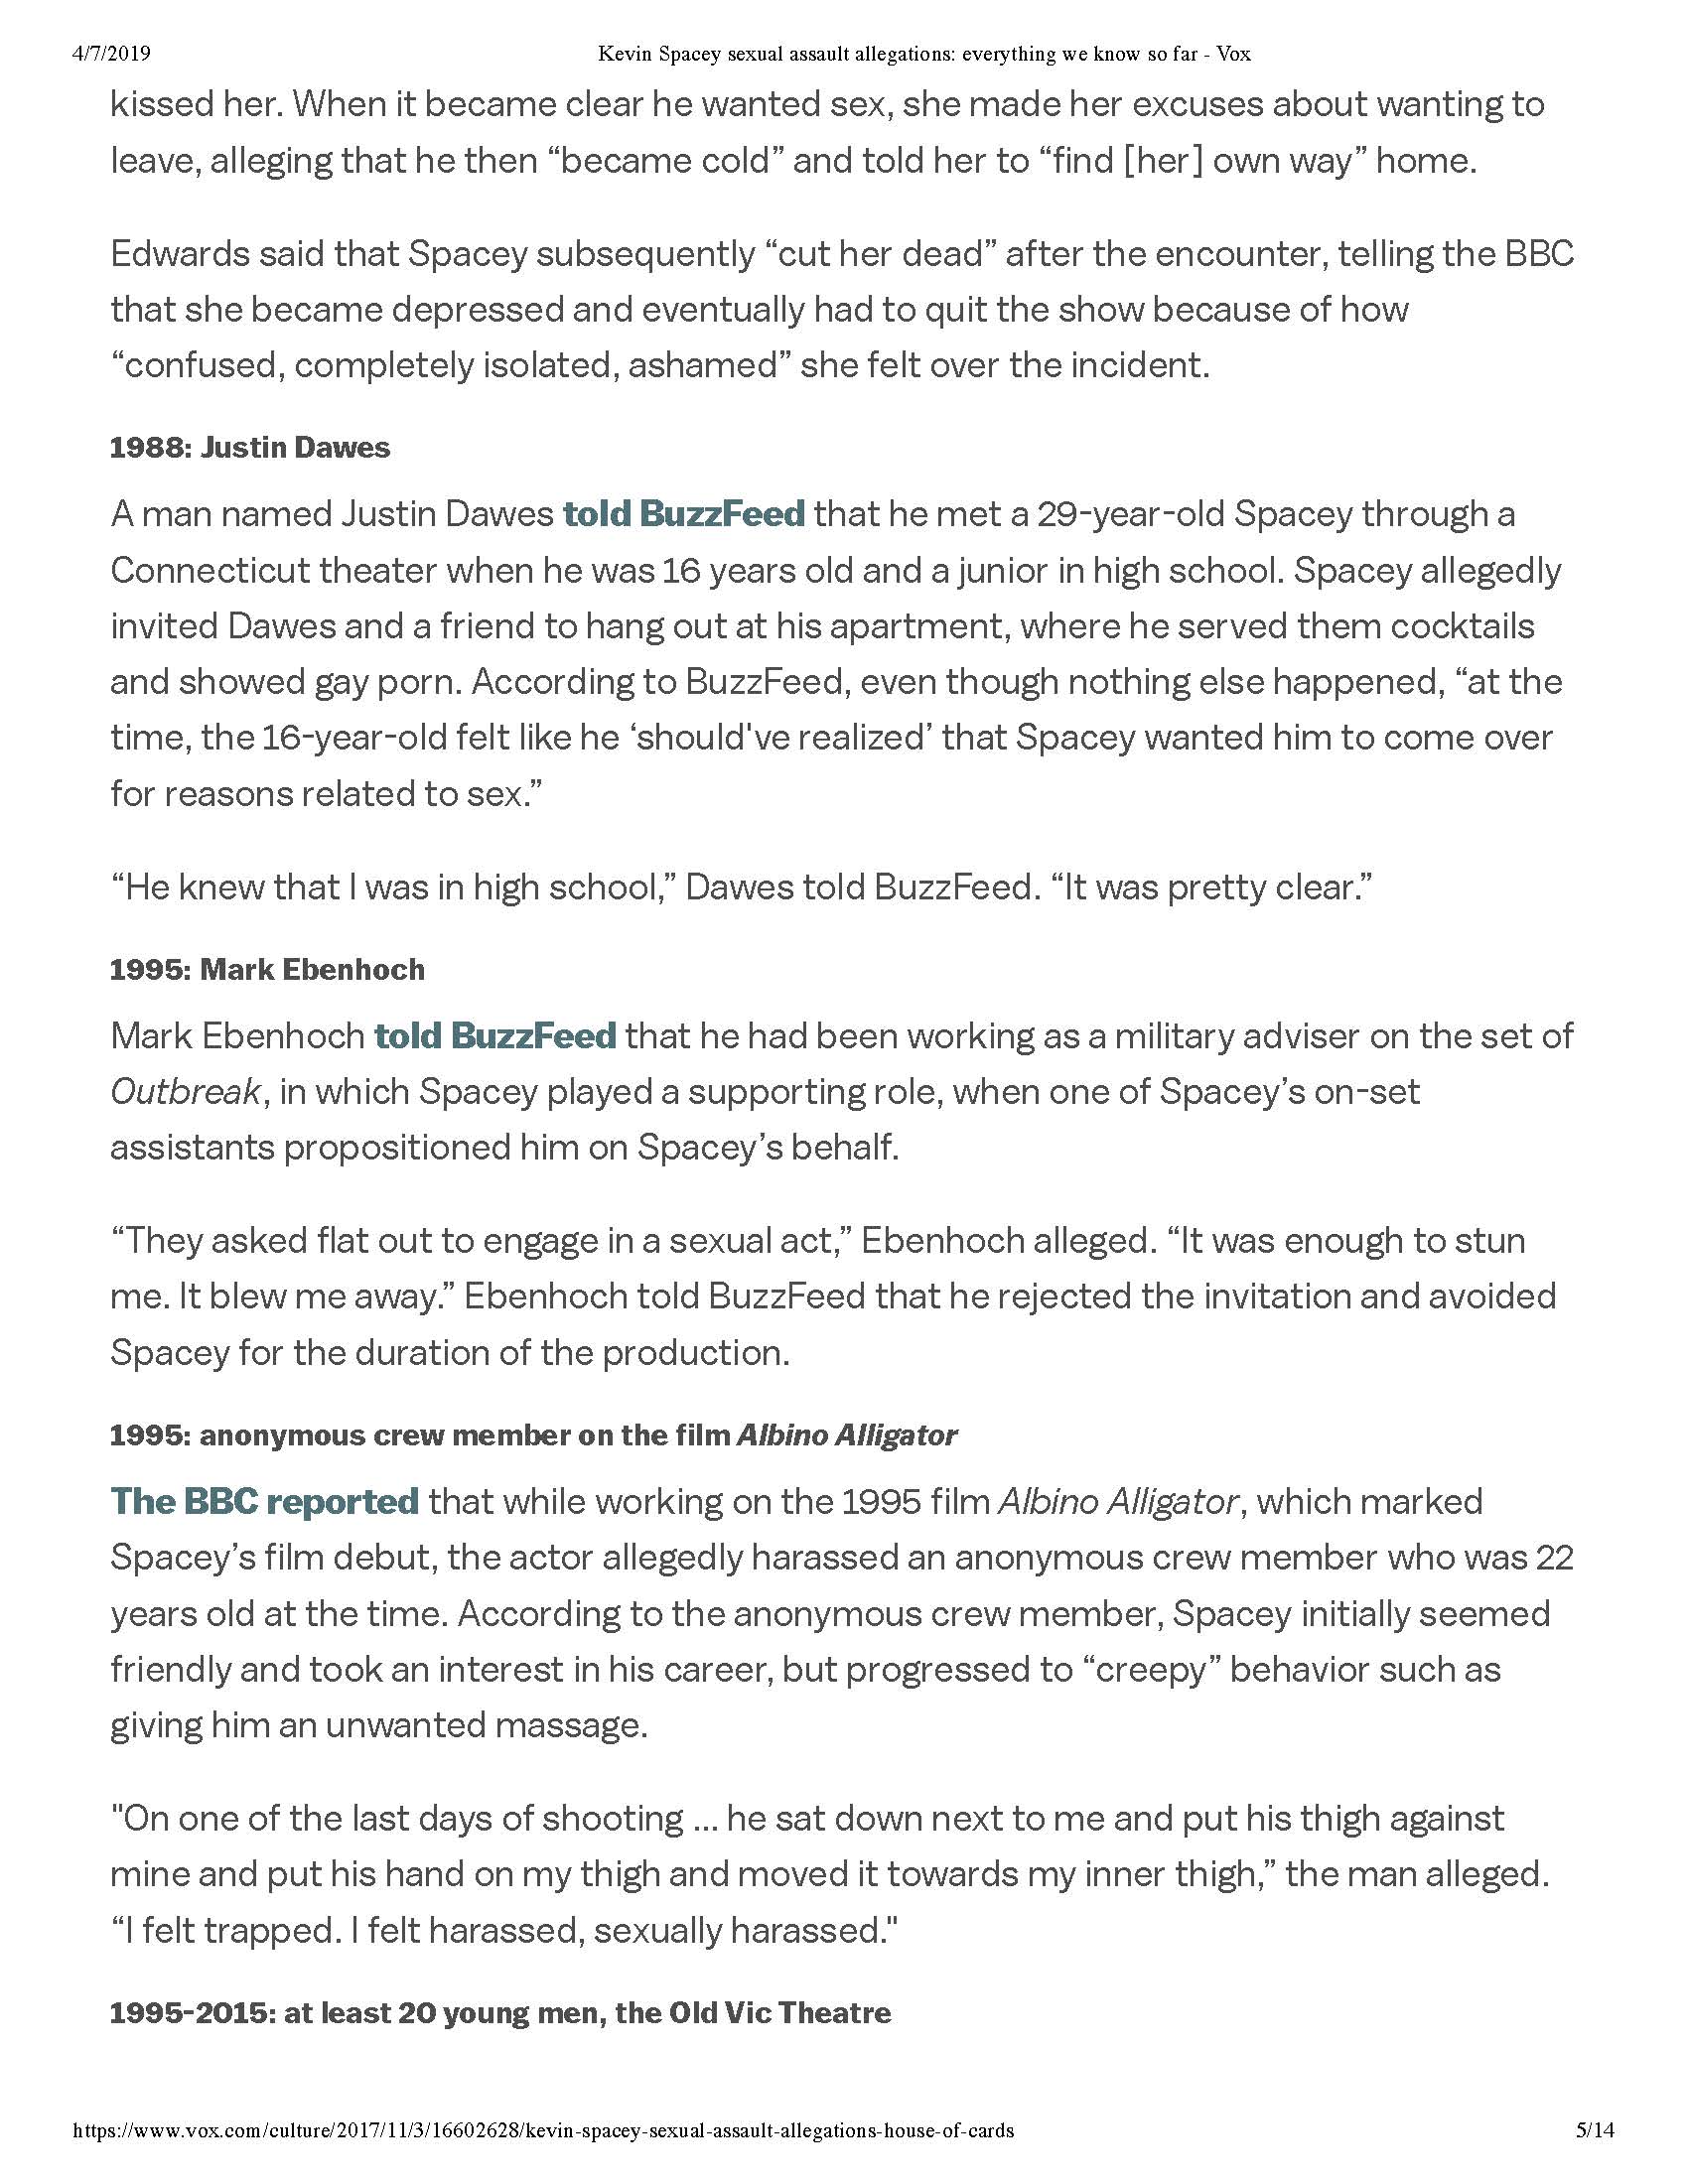 4/7/2019 Kevin Spacey sexual assault allegations: everything we know so far - Vox
kissed her. When it became clear he wanted sex, she made her excuses about wanting to
leave, alleging that he then “became cold” and told her to “find [her] own way” home.
Edwards said that Spacey subsequently “cut her dead” after the encounter, telling the BBC
that she became depressed and eventually had to quit the show because of how
“confused, completely isolated, ashamed” she felt over the incident.
1988: Justin Dawes
A man named Justin Dawes told BuzzFeed that he met a 29-year-old Spacey through a
Connecticut theater when he was 16 years old and a junior in high school. Spacey allegedly
invited Dawes and a friend to hang out at his apartment, where he served them cocktails
and showed gay porn. According to BuzzFeed, even though nothing else happened, “at the
time, the 16-year-old felt like he ‘should've realized’ that Spacey wanted him to come over
for reasons related to sex.”
“He knew that I was in high school,” Dawes told BuzzFeed. “It was pretty clear.”
1995: Mark Ebenhoch
Mark Ebenhoch told BuzzFeed that he had been working as a military adviser on the set of
Outbreak, in which Spacey played a supporting role, when one of Spacey’s on-set
assistants propositioned him on Spacey’s behalf.
“They asked flat out to engage in a sexual act,” Ebenhoch alleged. “It was enough to stun
me. It blew me away.” Ebenhoch told BuzzFeed that he rejected the invitation and avoided
Spacey for the duration of the production.
1995: anonymous crew member on the film Albino Alligator
The BBC reported that while working on the 1995 film Albino Alligator, which marked
Spacey’s film debut, the actor allegedly harassed an anonymous crew member who was 22
years old at the time. According to the anonymous crew member, Spacey initially seemed
friendly and took an interest in his career, but progressed to “creepy” behavior such as
giving him an unwanted massage.
"On one of the last days of shooting ... he sat down next to me and put his thigh against
mine and put his hand on my thigh and moved it towards my inner thigh,” the man alleged.
“I felt trapped. I felt harassed, sexually harassed."
1995-2015: at least 20 young men, the Old Vic Theatre
https://www.vox.com/culture/2017/11/3/16602628/kevin-spacey-sexual-assault-allegations-house-of-cards 5/14